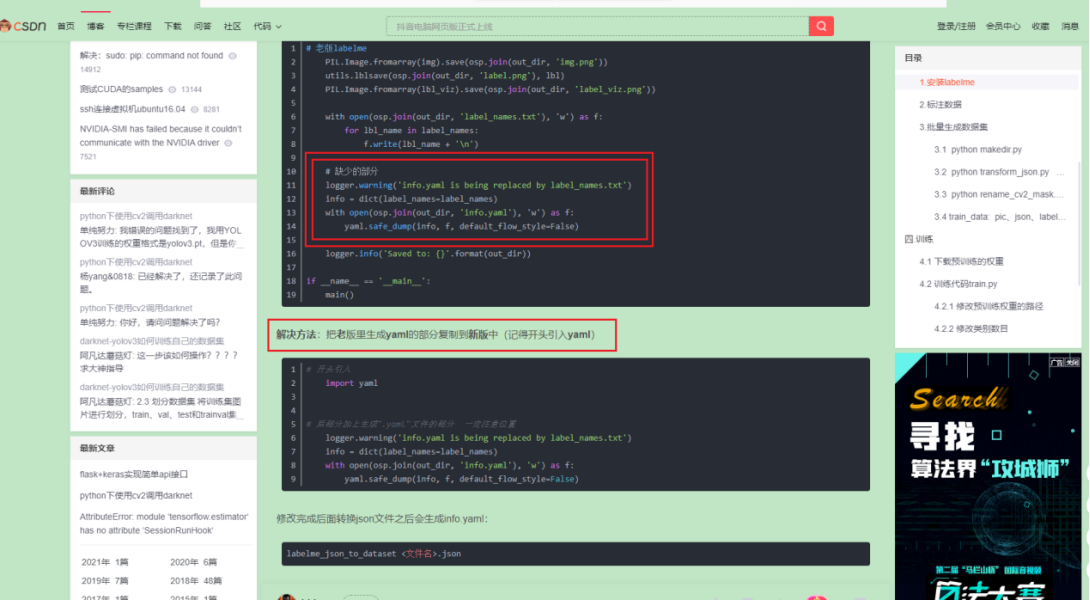 CSDN 首页 博客 专栏课程 下载 问答 社区 代码 抖音电脑网页版正式上线 登录/注册 会员中心 收藏 消息
解决：sudo: pip: command not found
14912
测试CUDA的samples 13144
ssh连接虚拟机ubuntu16.04 8281
NVIDIA-SMI has failed because it couldn't
communicate with the NVIDIA driver
7521
最新评论
python下使用cv2调用darknet
单纯努力: 我错误的问题找到了，我用YOL
OV3训练的权重格式是yolov3.pt，但是你...
python下使用cv2调用darknet
杨yang&0818: 已经解决了，还记录了此问
题。
python下使用cv2调用darknet
单纯努力: 你好，请问问题解决了吗?
darknet-yolov3如何训练自己的数据集
阿凡达蘑菇灯: 这一步该如何操作? ? ? ?
求大神指导
darknet-yolov3如何训练自己的数据集
阿凡达蘑菇灯: 2.3 划分数据集 将训练集图
片进行划分，train、val、test和trainval集...
最新文章
flask+keras实现简单api接口
python下使用cv2调用darknet
AttributeError: module 'tensorflow.estimator'
has no attribute 'SessionRunHook'
2021年 1篇 2020年 6篇
2019年 7篇 2018年 48篇
2017年 1篇 2015年 1篇
1 # 老版labelme
2 PIL.Image.fromarray(img).save(osp.join(out_dir, 'img.png'))
3 utils.lblsave(osp.join(out_dir, 'label.png'), lbl)
4 PIL.Image.fromarray(lbl_viz).save(osp.join(out_dir, 'label_viz.png'))
5
6 with open(osp.join(out_dir, 'label_names.txt'), 'w') as f:
7 for lbl_name in label_names:
8 f.write(lbl_name + '\n')
9
10 # 缺少的部分
11 logger.warning('info.yaml is being replaced by label_names.txt')
12 info = dict(label_names=label_names)
13 with open(osp.join(out_dir, 'info.yaml'), 'w') as f:
14 yaml.safe_dump(info, f, default_flow_style=False)
15
16 logger.info('Saved to: {}'.format(out_dir))
17
18 if __name__ == '__main__':
19 main()
解决方法：把老版里生成yaml的部分复制到新版中（记得开头引入yaml）
1 # 开头引入
2 import yaml
3
4
5 # 后部分加上生成".yaml"文件的部分 一定注意位置
6 logger.warning('info.yaml is being replaced by label_names.txt')
7 info = dict(label_names=label_names)
8 with open(osp.join(out_dir, 'info.yaml'), 'w') as f:
9 yaml.safe_dump(info, f, default_flow_style=False)
修改完成后面转换json文件之后会生成info.yaml:
labelme_json_to_dataset <文件名>.json
目录
1.安装labelme
2.标注数据
3.批量生成数据集
3.1 python makedir.py
3.2 python transform_json.py ...
3.3 python rename_cv2_mask....
3.4 train_data: pic、json、label...
四.训练
4.1 下载预训练的权重
4.2 训练代码train.py
4.2.1 修改预训练权重的路径
4.2.2 修改类别数目
广告 关闭
Search
寻找
算法界“攻城狮”
第二届“马栏山杯”国际音视频
算法大赛